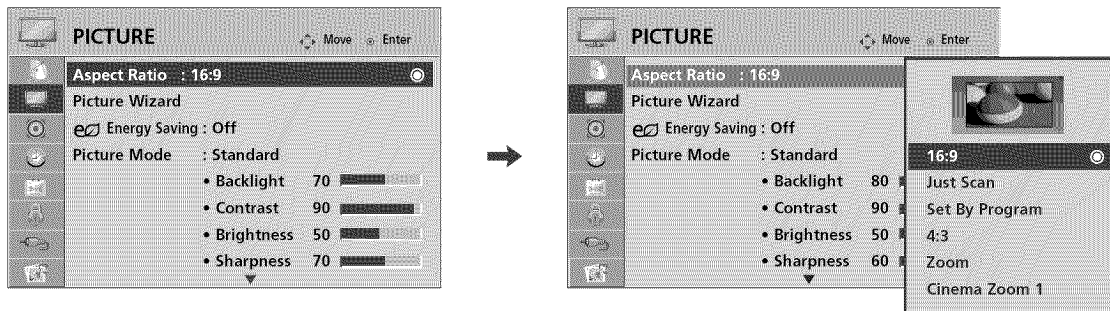 PICTURE
Move Enter
Aspect Ratio : 16:9
Picture Wizard
Energy Saving : Off
Picture Mode : Standard
• Backlight 70
• Contrast 90
• Brightness 50
• Sharpness 70
PICTURE
Move Enter
Aspect Ratio : 16:9
Picture Wizard
Energy Saving : Off
Picture Mode : Standard
• Backlight 80
• Contrast 90
• Brightness 50
• Sharpness 60
16:9
Just Scan
Set By Program
4:3
Zoom
Cinema Zoom 1